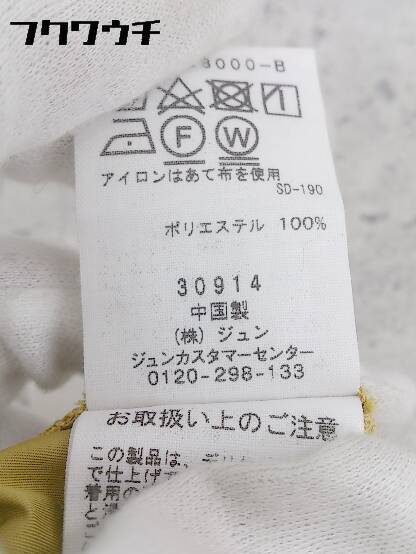 フクウクチ
3000-B
F W
アイロンはあて布を使用
SD-190
ポリエステル 100%
30914
中国製
(株) ジュン
ジュンカスタマーセンター
0120-298-133
お取扱い上のご注意
この製品は、
で仕上げ
着用の